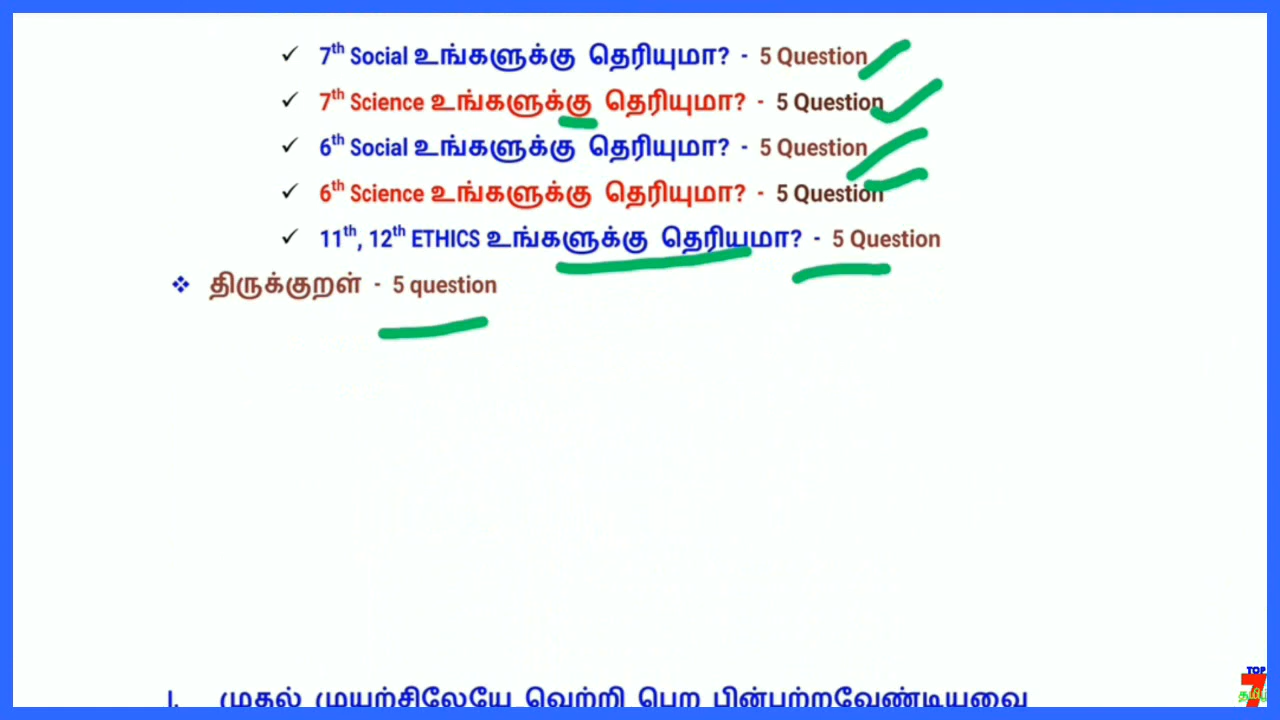 ✓ 7th Social உங்களுக்கு தெரியுமா? - 5 Question
✓ 7th Science உங்களுக்கு தெரியுமா? - 5 Question
✓ 6th Social உங்களுக்கு தெரியுமா? - 5 Question
✓ 6th Science உங்களுக்கு தெரியுமா? - 5 Question
✓ 11th, 12th ETHICS உங்களுக்கு தெரியுமா? - 5 Question
❖ திருக்குறள் - 5 question
I. முதல் முயற்சிலேயே வெற்றி பெற பின்பற்றவேண்டியவை
TOP
7
தமிழ்